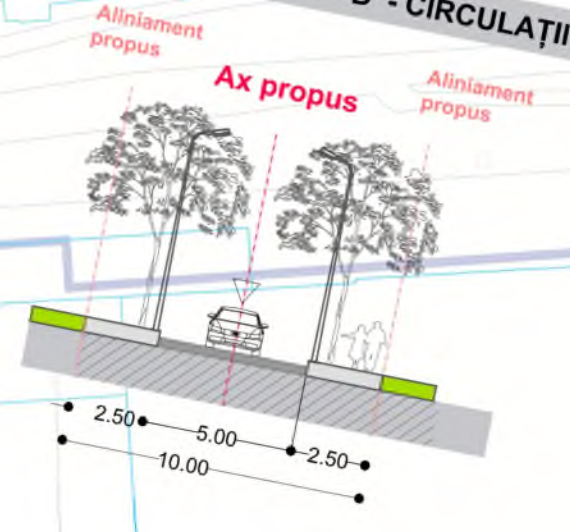 - CIRCULAȚII
Aliniament
propus
Ax propus
Aliniament
propus
2.50
5.00
2.50
10.00